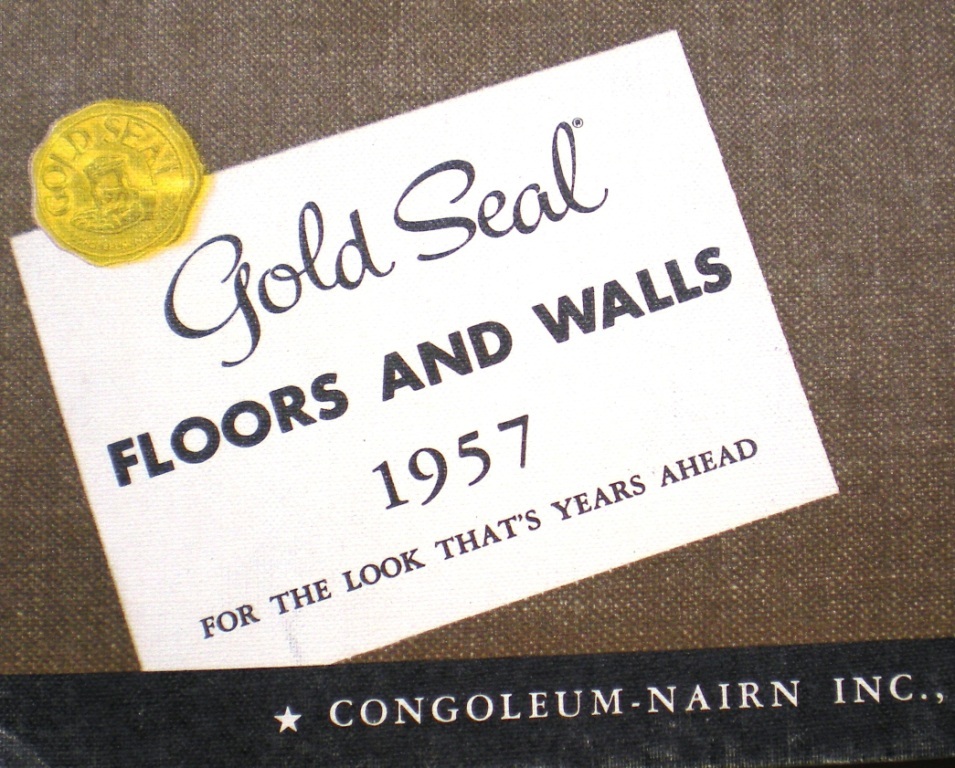 GOLD SEAL
Gold Seal®
FLOORS AND WALLS
1957
FOR THE LOOK THAT'S YEARS AHEAD
★ CONGOLEUM-NAIRN INC.,